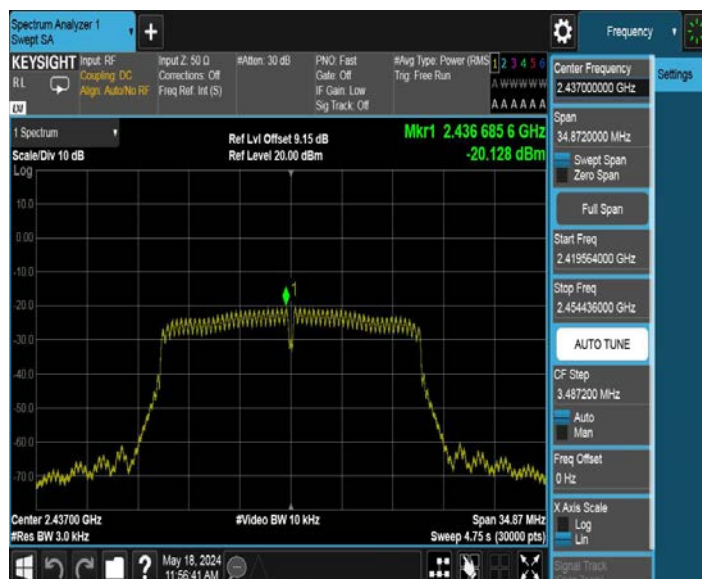 Spectrum Analyzer 1
Swept SA
+
Frequency
KEYSIGHT
RL
LXI
Input: RF
Coupling: DC
Align: Auto/No RF
Input Z: 50 Ω
Corrections: Off
Freq Ref: Int (S)
#Atten: 30 dB
PNO: Fast
Gate: Off
IF Gain: Low
Sig Track: Off
#Avg Type: Power (RMS
Trig: Free Run
1 2 3 4 5 6
A W W W W W
A A A A A A
1 Spectrum
Scale/Div 10 dB
Log
Ref Lvl Offset 9.15 dB
Ref Level 20.00 dBm
Mkr1 2.436 685 6 GHz
-20.128 dBm
10.0
0.00
-10.0
-20.0
-30.0
-40.0
-50.0
-60.0
-70.0
1
Center 2.43700 GHz
#Res BW 3.0 kHz
#Video BW 10 kHz
Span 34.87 MHz
Sweep 4.75 s (30000 pts)
Center Frequency
2.437000000 GHz
Settings
Span
34.8720000 MHz
Swept Span
Zero Span
Full Span
Start Freq
2.419564000 GHz
Stop Freq
2.454436000 GHz
AUTO TUNE
CF Step
3.487200 MHz
Auto
Man
Freq Offset
0 Hz
X Axis Scale
Log
Lin
Signal Track
?
May 18, 2024
11:56:41 AM